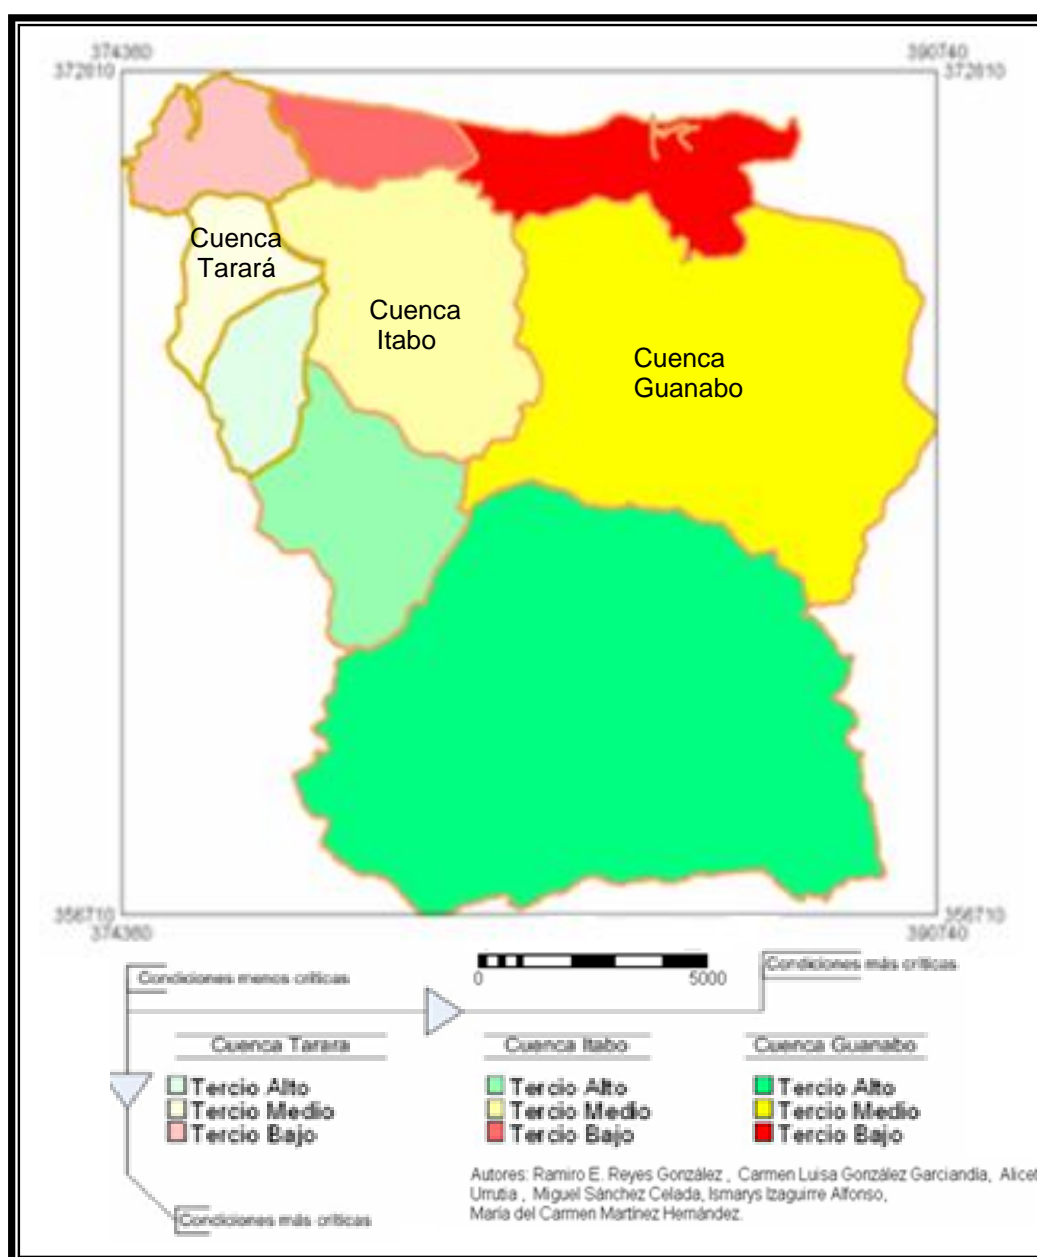 374360 390740
372810 372810
Cuenca
Tarará
Cuenca
Itabo
Cuenca
Guanabo
356710 356710
374360 390740
0 5000
Condiciones menos críticas
Condiciones más críticas
Cuenca Tarara Cuenca Itabo Cuenca Guanabo
Tercio Alto Tercio Alto Tercio Alto
Tercio Medio Tercio Medio Tercio Medio
Tercio Bajo Tercio Bajo Tercio Bajo
Condiciones más críticas
Autores: Ramiro E. Reyes González , Carmen Luisa González Garciandía, Alicet
Urrutia , Miguel Sánchez Celada, Ismarys Izaguirre Alfonso,
María del Carmen Martínez Hernández.